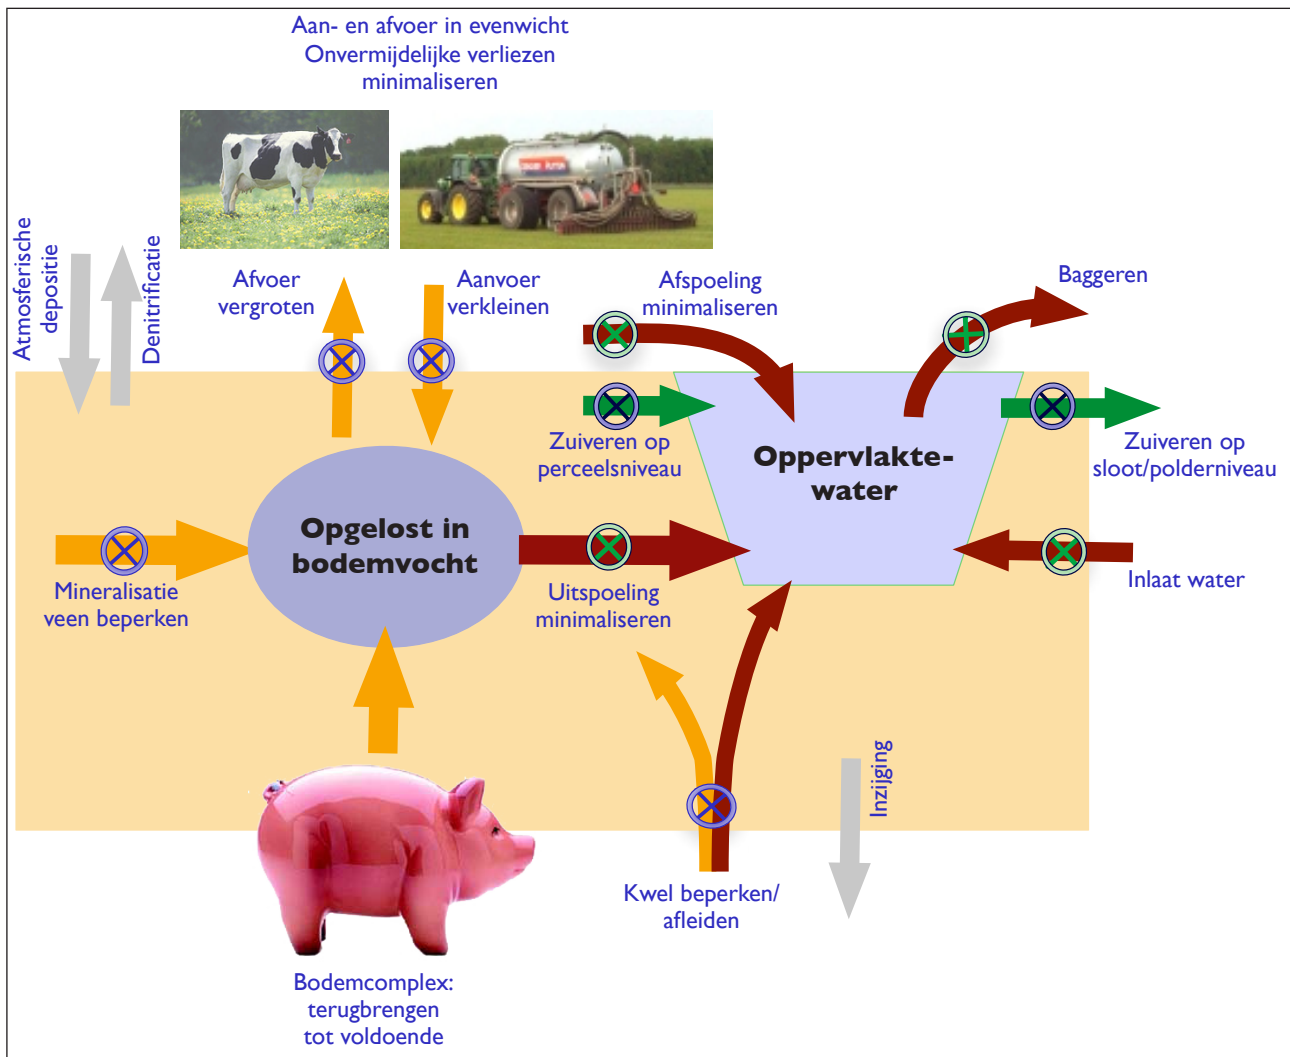 Aan- en afvoer in evenwicht
Onvermijdelijke verliezen
minimaliseren
Atmosferische
depositie
Denitrificatie
Afvoer
vergroten
Aanvoer
verkleinen
Afspoeling
minimaliseren
Baggeren
Zuiveren op
perceelsniveau
Oppervlakte-
water
Zuiveren op
sloot/polderniveau
Opgelost in
bodemvocht
Mineralisatie
veen beperken
Uitspoeling
minimaliseren
Inlaat water
Inzijging
Kwel beperken/
afleiden
Bodemcomplex:
terugbrengen
tot voldoende